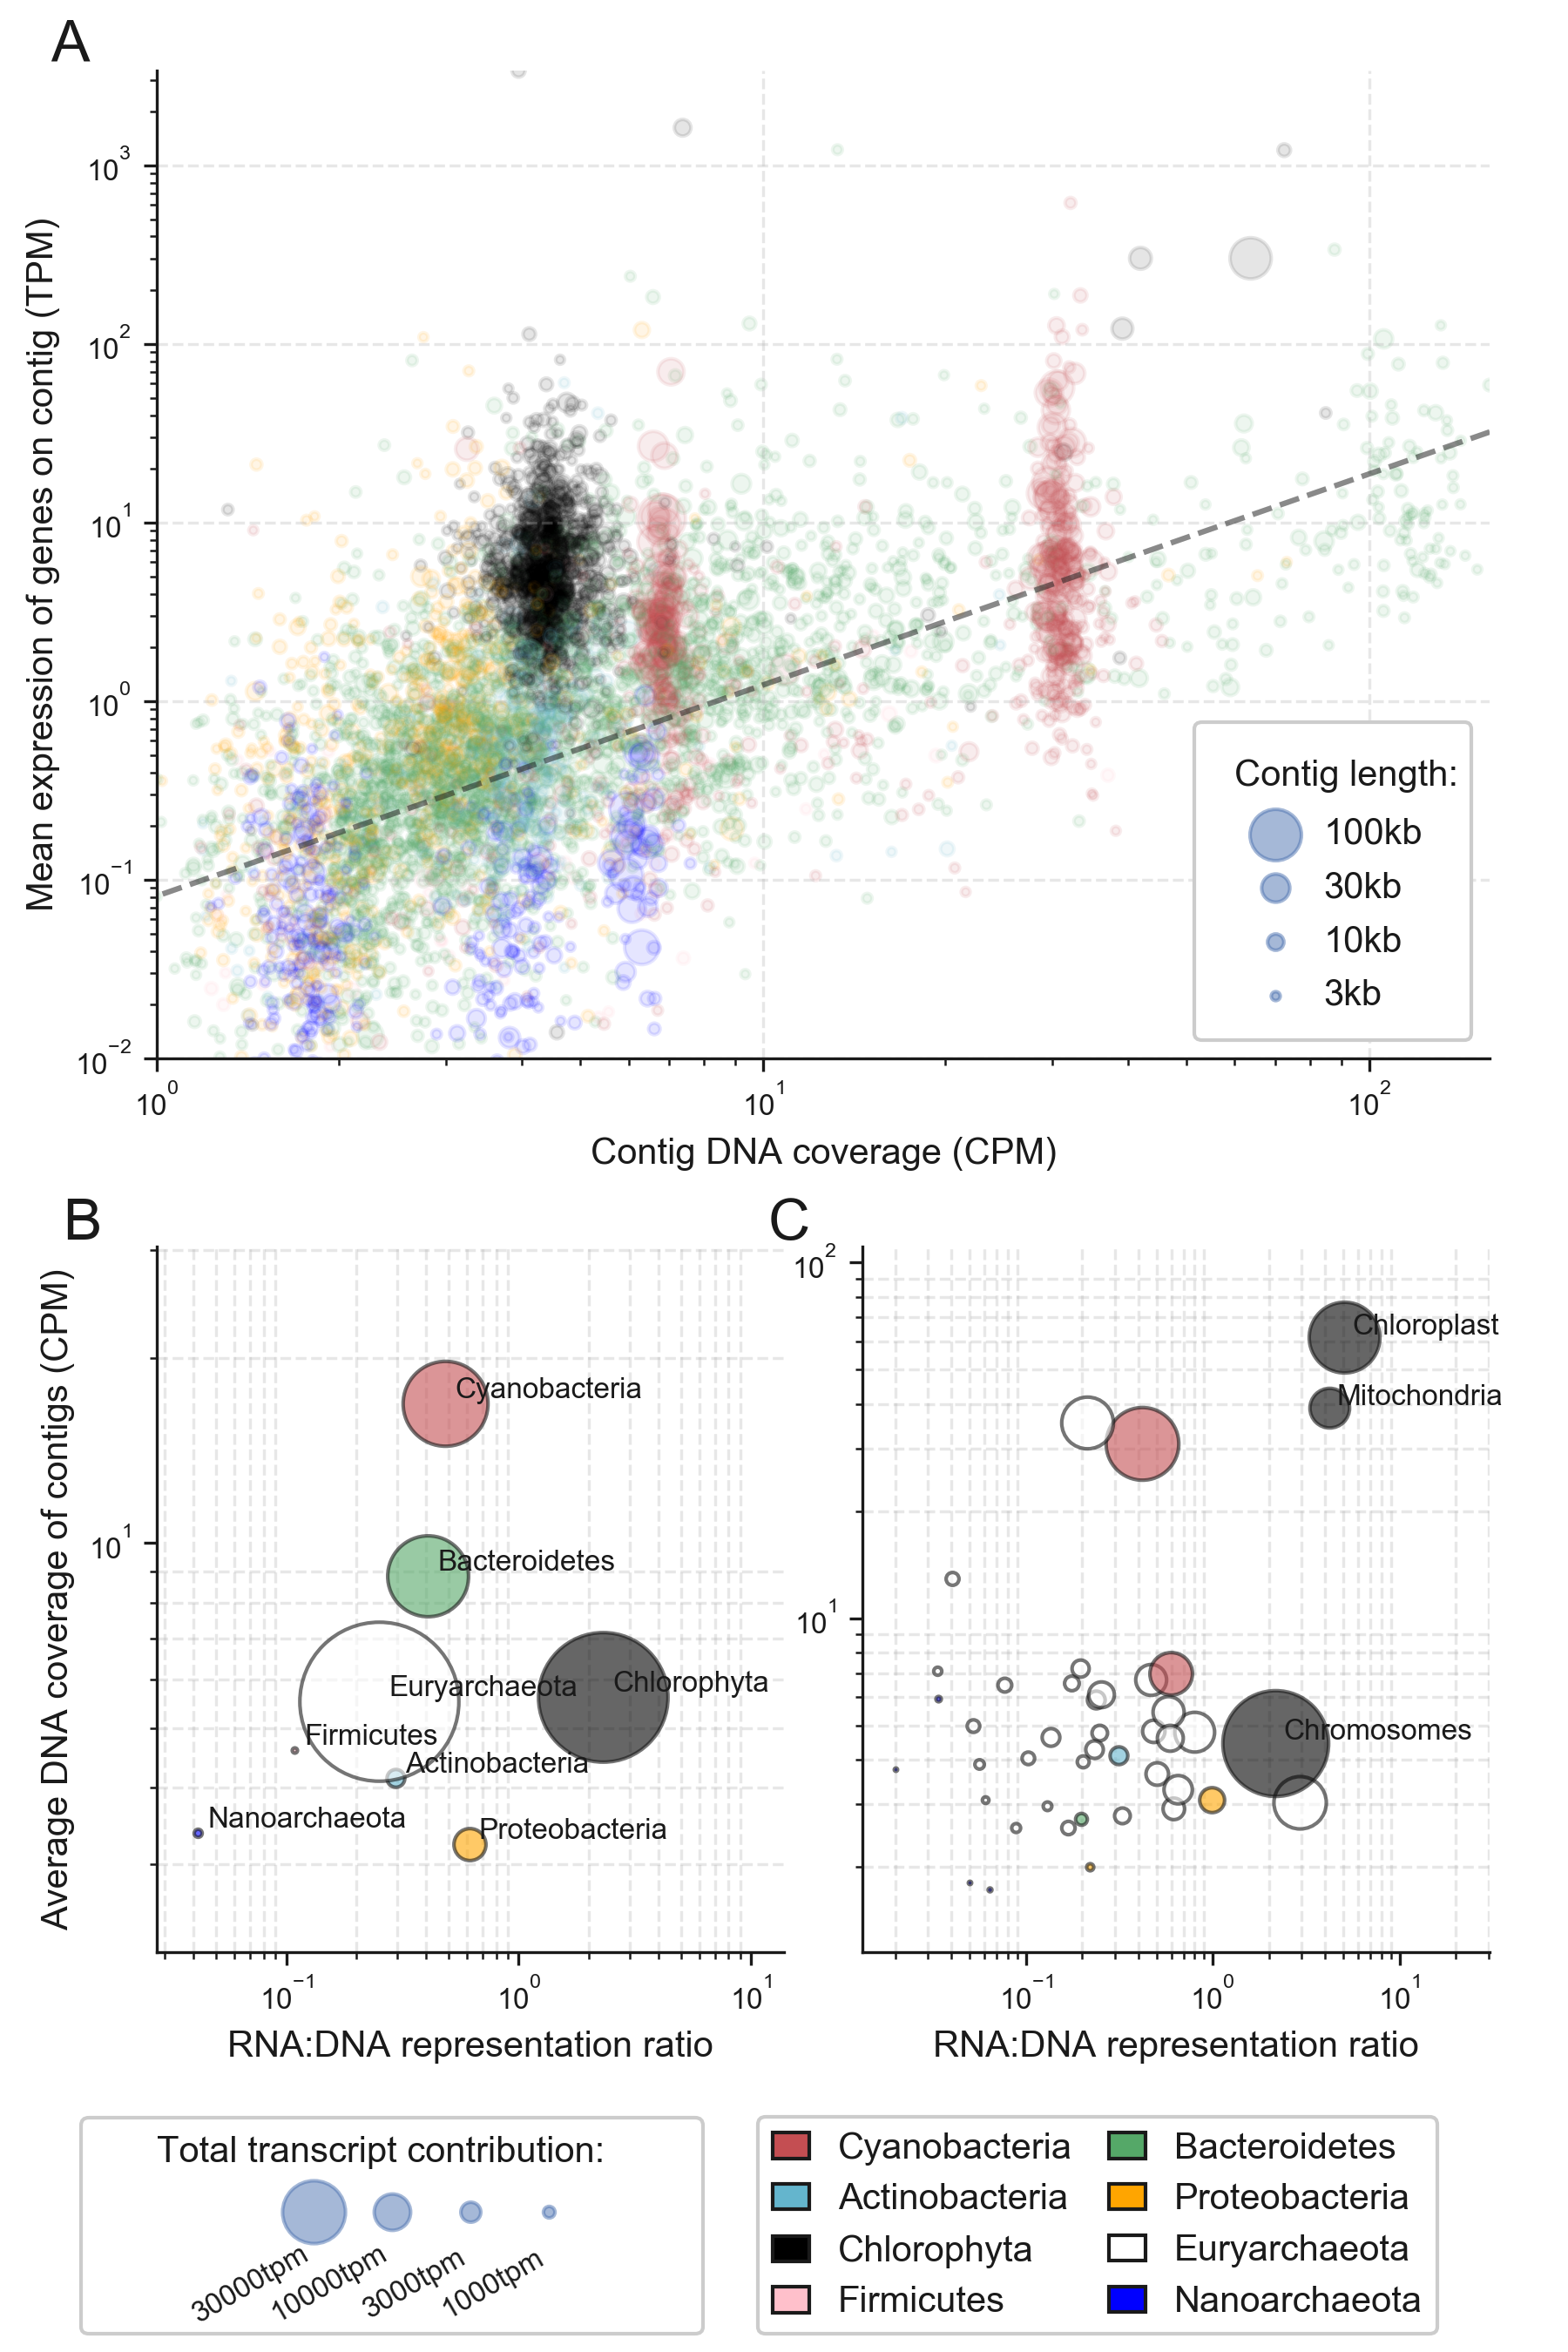 A
Mean expression of genes on contig (TPM)
10^3
10^2
10^1
10^0
10^−1
10^−2
10^0
10^1
10^2
Contig DNA coverage (CPM)
Contig length:
100kb
30kb
10kb
3kb
B
Average DNA coverage of contigs (CPM)
10^1
Cyanobacteria
Bacteroidetes
Euryarchaeota
Chlorophyta
Firmicutes
Actinobacteria
Nanoarchaeota
Proteobacteria
10^−1
10^0
10^1
RNA:DNA representation ratio
C
10^2
10^1
Chloroplast
Mitochondria
Chromosomes
10^−1
10^0
10^1
RNA:DNA representation ratio
Total transcript contribution:
30000tpm
10000tpm
3000tpm
1000tpm
Cyanobacteria
Actinobacteria
Chlorophyta
Firmicutes
Bacteroidetes
Proteobacteria
Euryarchaeota
Nanoarchaeota